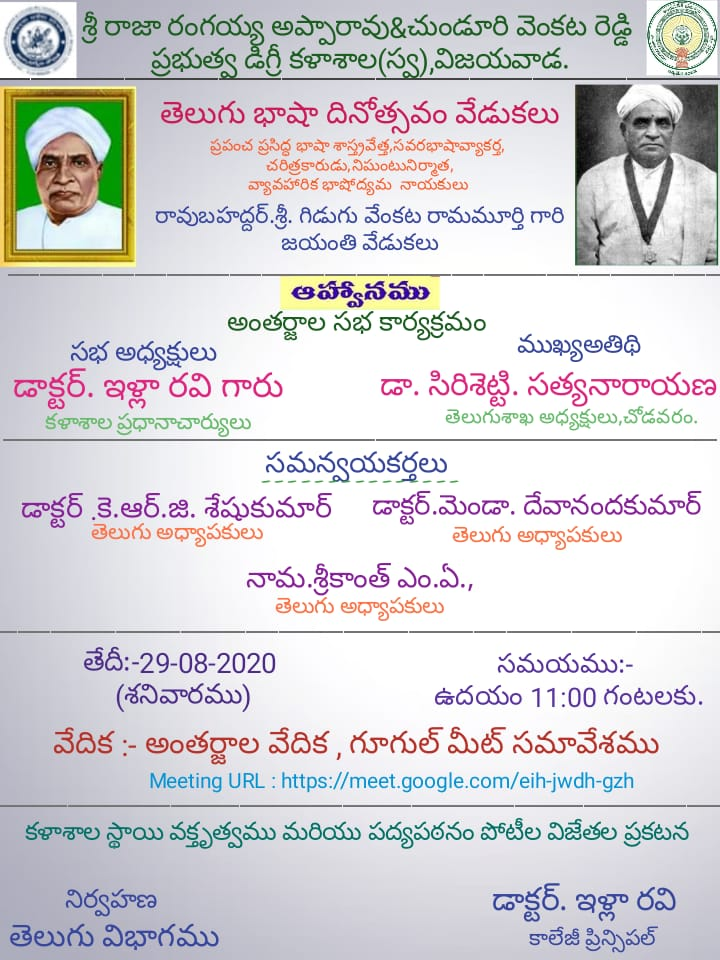 శ్రీ రాజా రంగయ్య అప్పారావు&చుండూరి వెంకట రెడ్డి
ప్రభుత్వ డిగ్రీ కళాశాల(స్వ),విజయవాడ.
తెలుగు భాషా దినోత్సవం వేడుకలు
ప్రపంచ ప్రసిద్ధ భాషా శాస్త్రవేత్త,సవరభాషావ్యాకర్త,
చరిత్రకారుడు,నిఘంటునిర్మాత,
వ్యావహారిక భాషోద్యమ నాయకులు
రావుబహద్దర్.శ్రీ. గిడుగు వేంకట రామమూర్తి గారి
జయంతి వేడుకలు
ఆహ్వానము
అంతర్జాల సభ కార్యక్రమం
సభ అధ్యక్షులు
డాక్టర్. ఇళ్లా రవి గారు
కళాశాల ప్రధానాచార్యులు
ముఖ్యఅతిథి
డా. సిరిశెట్టి. సత్యనారాయణ
తెలుగుశాఖ అధ్యక్షులు,చోడవరం.
సమన్వయకర్తలు
డాక్టర్ .కె.ఆర్.జి. శేషుకుమార్
తెలుగు అధ్యాపకులు
డాక్టర్.మెండా. దేవానందకుమార్
తెలుగు అధ్యాపకులు
నామ.శ్రీకాంత్ ఎం.ఏ.,
తెలుగు అధ్యాపకులు
తేదీ:-29-08-2020
(శనివారము)
సమయము:-
ఉదయం 11:00 గంటలకు.
వేదిక :- అంతర్జాల వేదిక , గూగుల్ మీట్ సమావేశము
Meeting URL : https://meet.google.com/eih-jwdh-gzh
కళాశాల స్థాయి వక్తృత్వము మరియు పద్యపఠనం పోటీల విజేతల ప్రకటన
నిర్వహణ
తెలుగు విభాగము
డాక్టర్. ఇళ్లా రవి
కాలేజీ ప్రిన్సిపల్